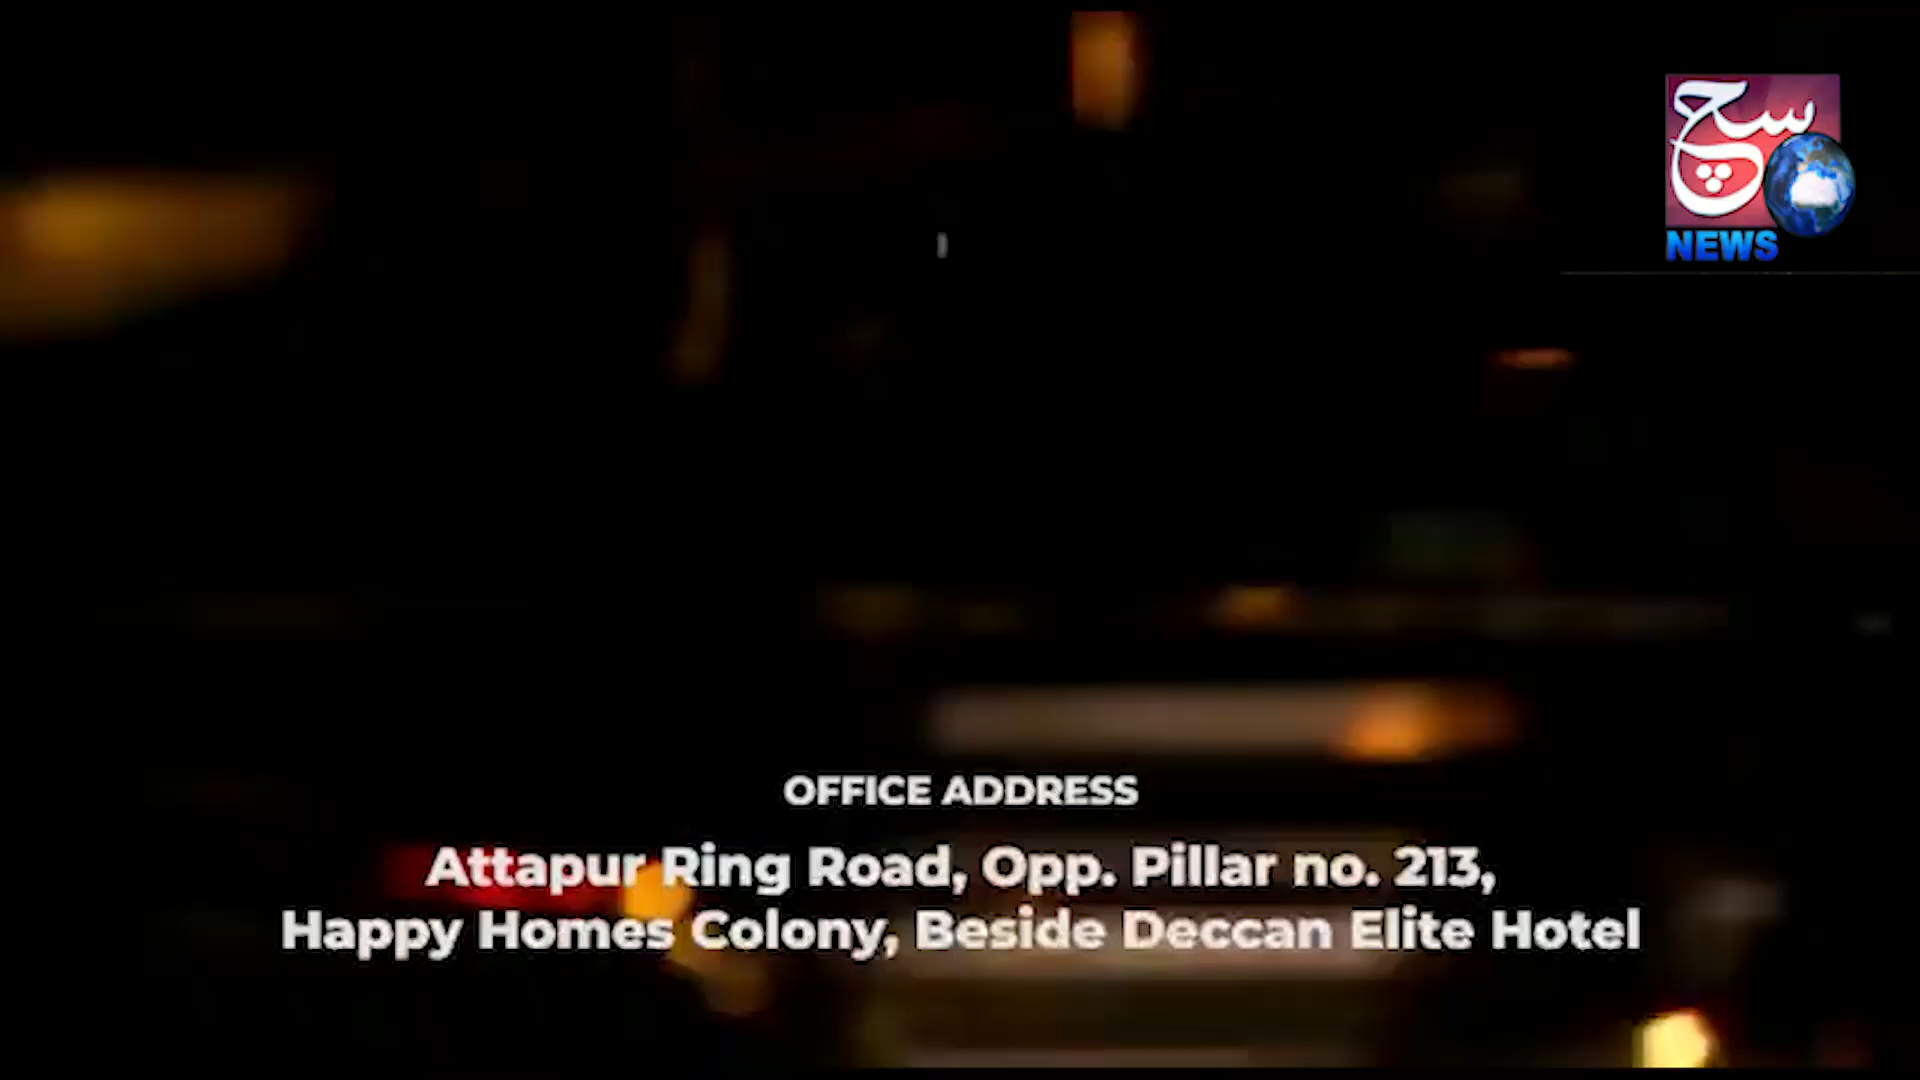 سچ
NEWS
OFFICE ADDRESS
Attapur Ring Road, Opp. Pillar no. 213,
Happy Homes Colony, Beside Deccan Elite Hotel